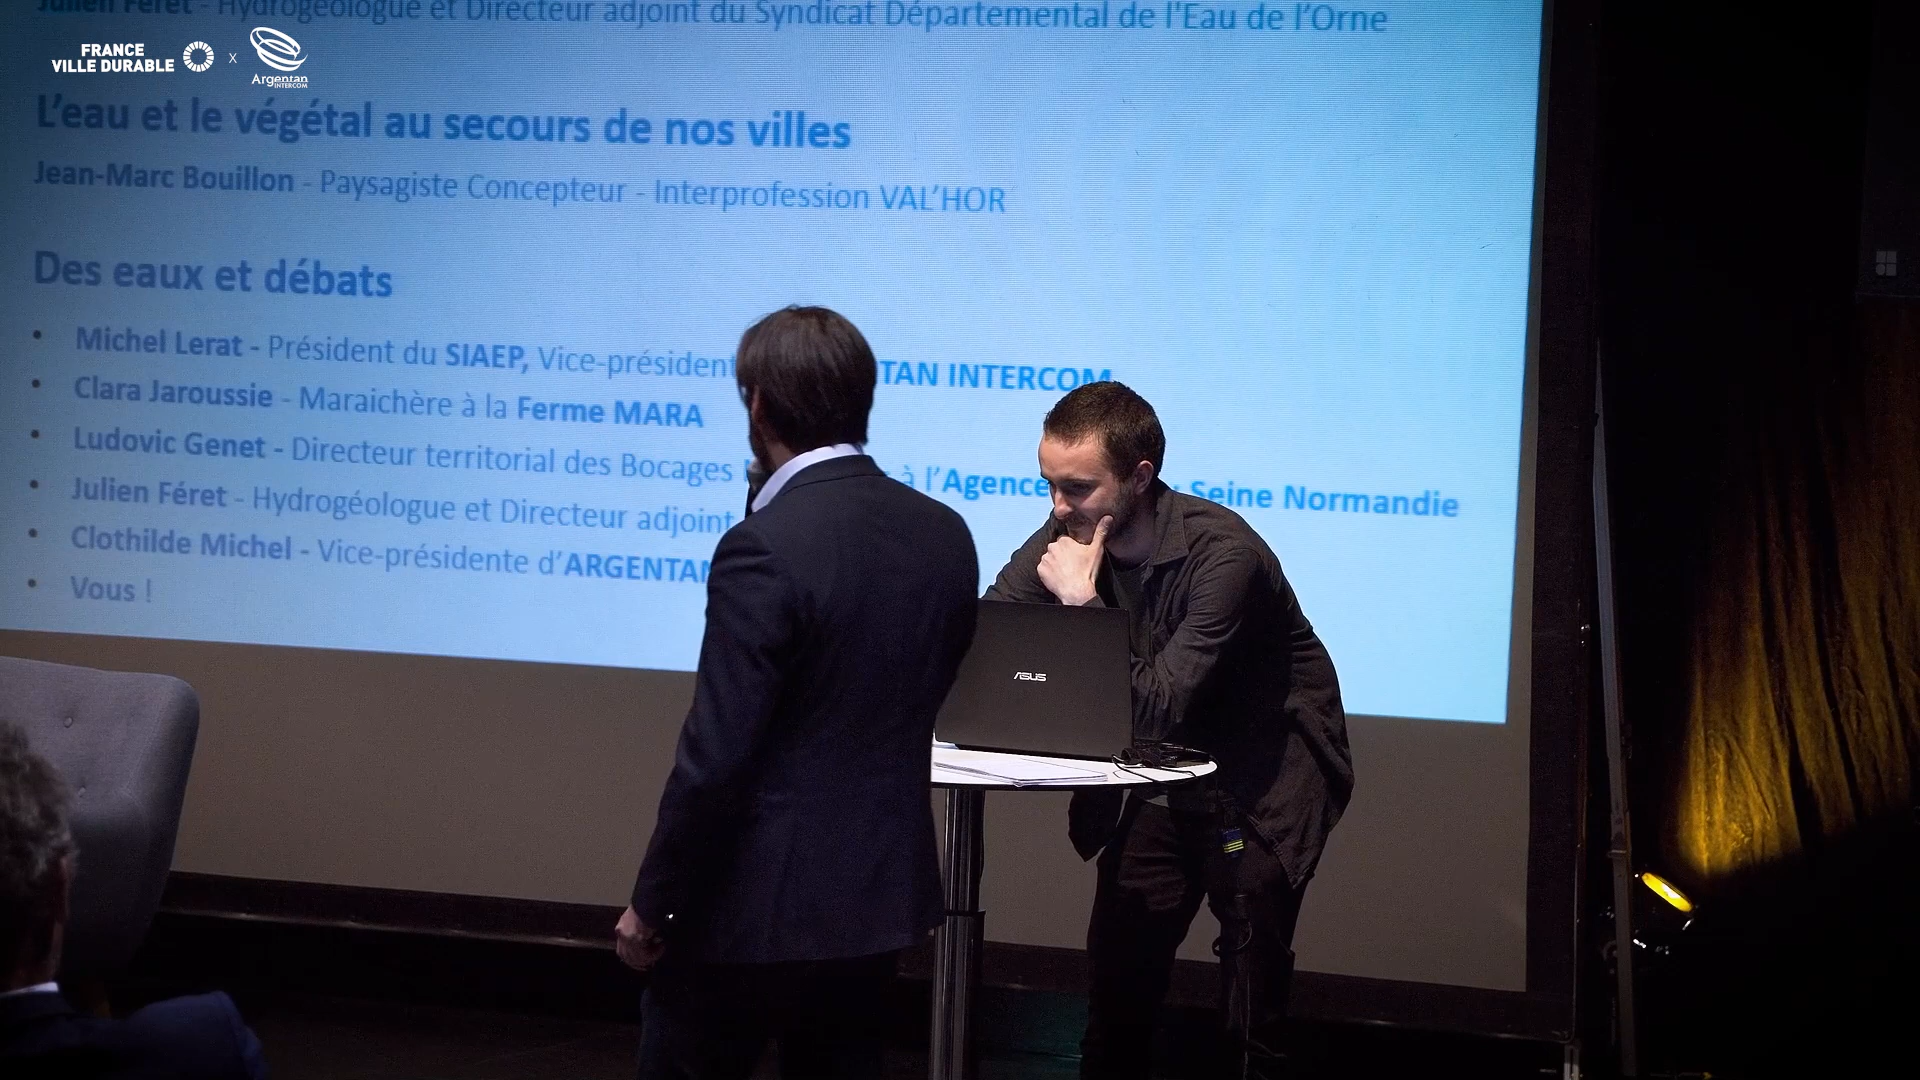 Julien Féret - Hydrogéologue et Directeur adjoint du Syndicat Départemental de l'Eau de l'Orne
FRANCE
VILLE DURABLE
x
Argentan
INTERCOM
L'eau et le végétal au secours de nos villes
Jean-Marc Bouillon - Paysagiste Concepteur - Interprofession VAL'HOR
Des eaux et débats
• Michel Lerat - Président du SIAEP, Vice-président TAN INTERCOM
• Clara Jaroussie - Maraichère à la Ferme MARA
• Ludovic Genet - Directeur territorial des Bocages à l'Agence Seine Normandie
• Julien Féret - Hydrogéologue et Directeur adjoint
• Clothilde Michel - Vice-présidente d'ARGENTAN
• Vous !
ASUS